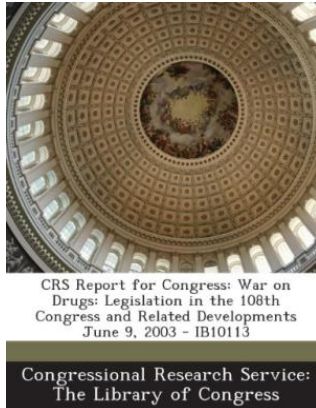 CRS Report for Congress: War on
Drugs: Legislation in the 108th
Congress and Related Developments
June 9, 2003 - IB10113
Congressional Research Service:
The Library of Congress